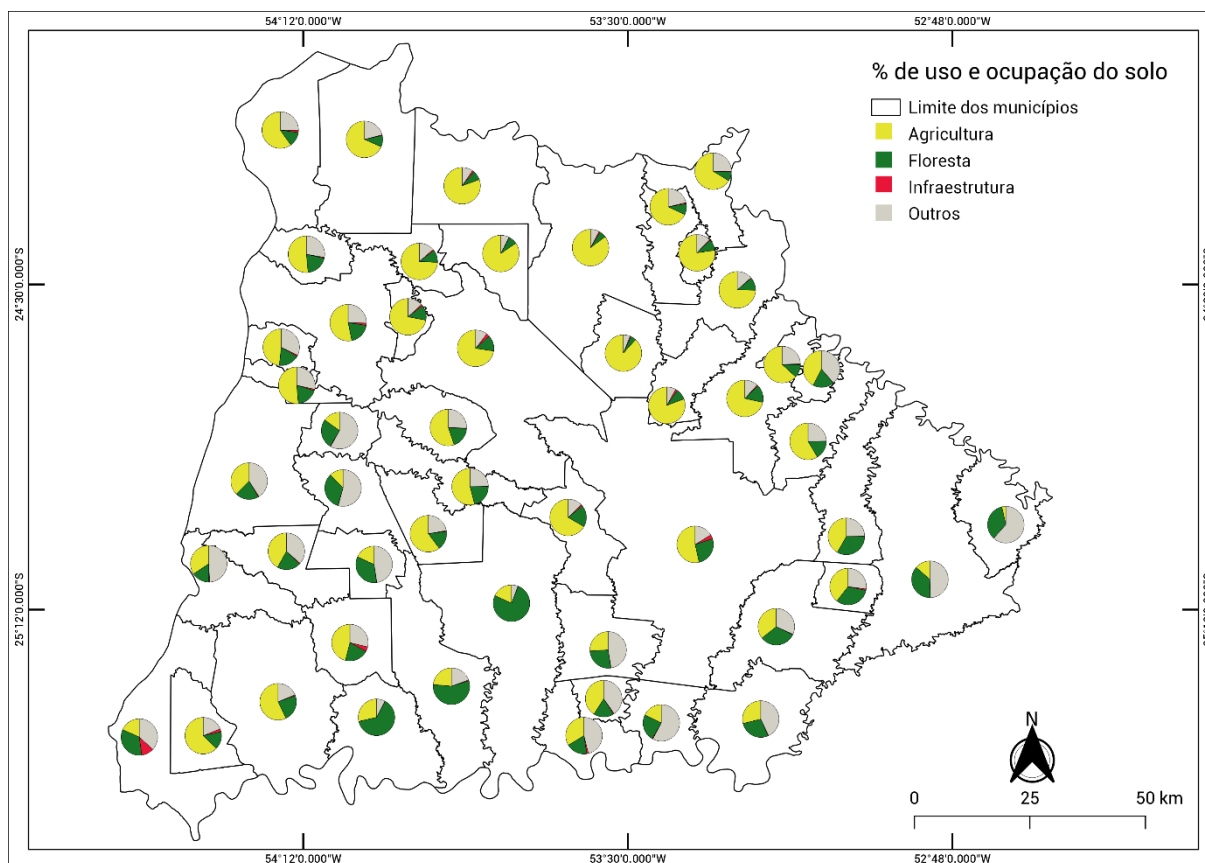 54°12'0.000"W 53°30'0.000"W 52°48'0.000"W
% de uso e ocupação do solo
Limite dos municípios
Agricultura
Floresta
Infraestrutura
Outros
24°30'0.000"S
25°12'0.000"S
N
0 25 50 km
54°12'0.000"W 53°30'0.000"W 52°48'0.000"W